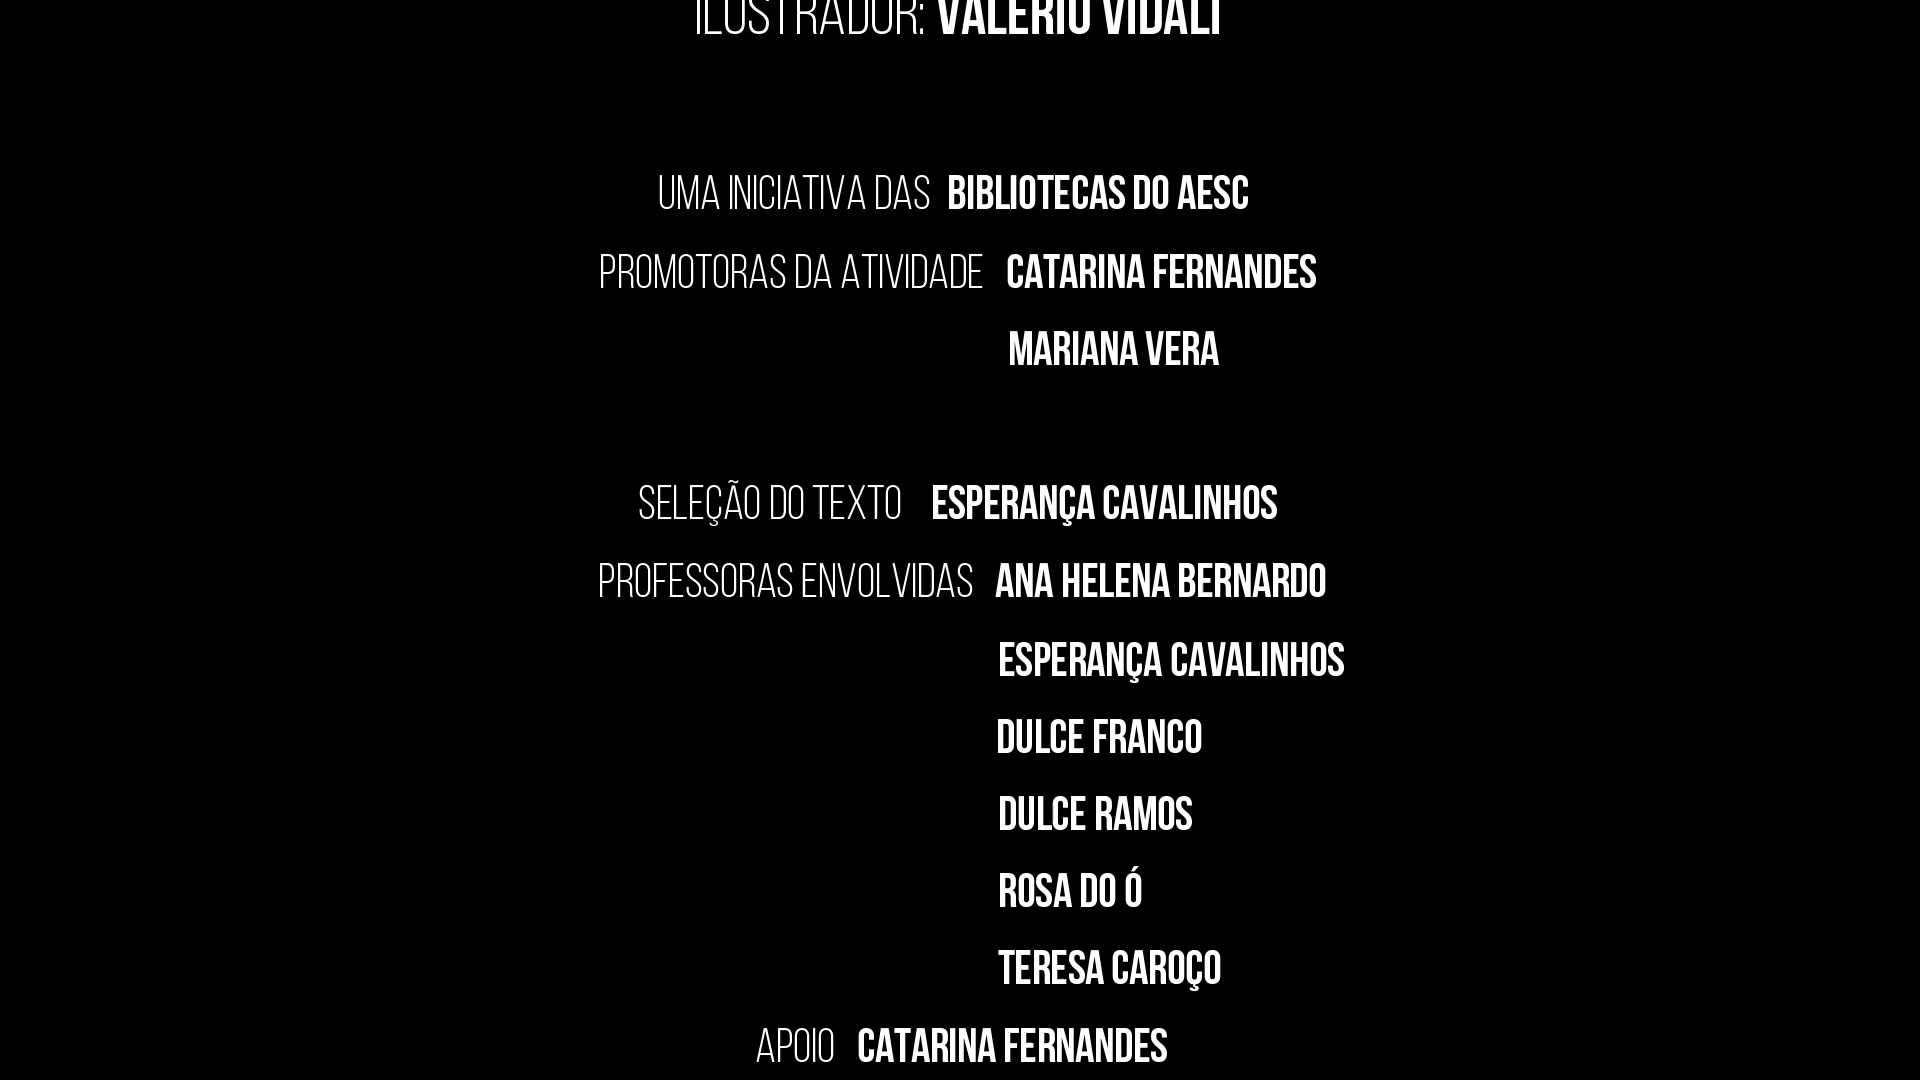 ILUSTRADOR: VALERIO VIDALI
UMA INICIATIVA DAS BIBLIOTECAS DO AESC
PROMOTORAS DA ATIVIDADE CATARINA FERNANDES
MARIANA VERA
SELEÇÃO DO TEXTO ESPERANÇA CAVALINHOS
PROFESSORAS ENVOLVIDAS ANA HELENA BERNARDO
ESPERANÇA CAVALINHOS
DULCE FRANCO
DULCE RAMOS
ROSA DO Ó
TERESA CAROÇO
APOIO CATARINA FERNANDES